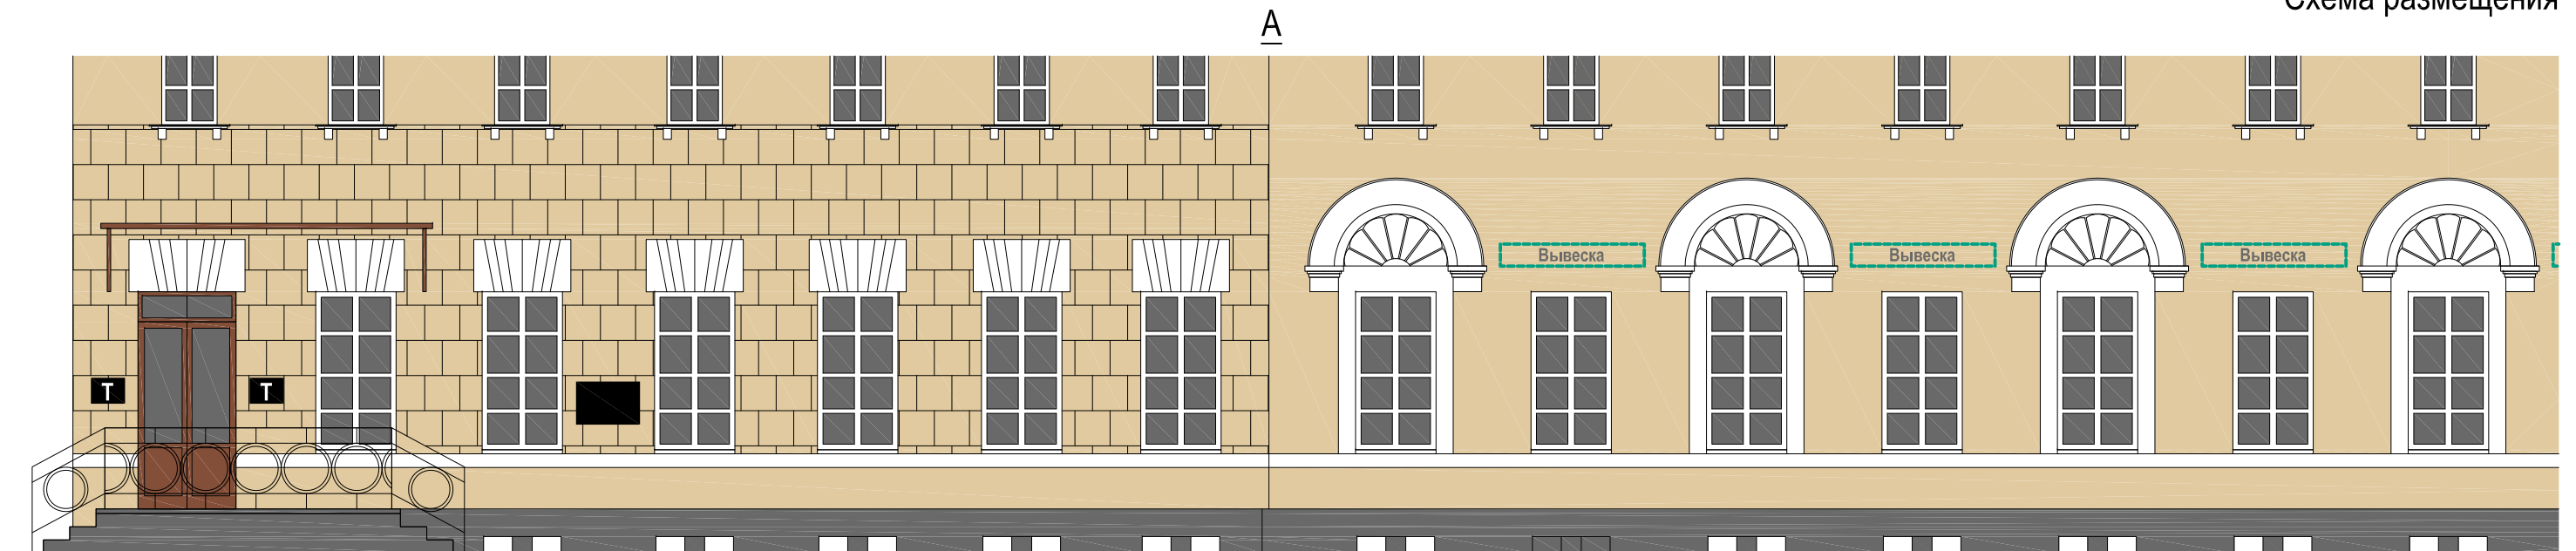 Схема размещения
А
Вывеска Вывеска Вывеска
Т Т